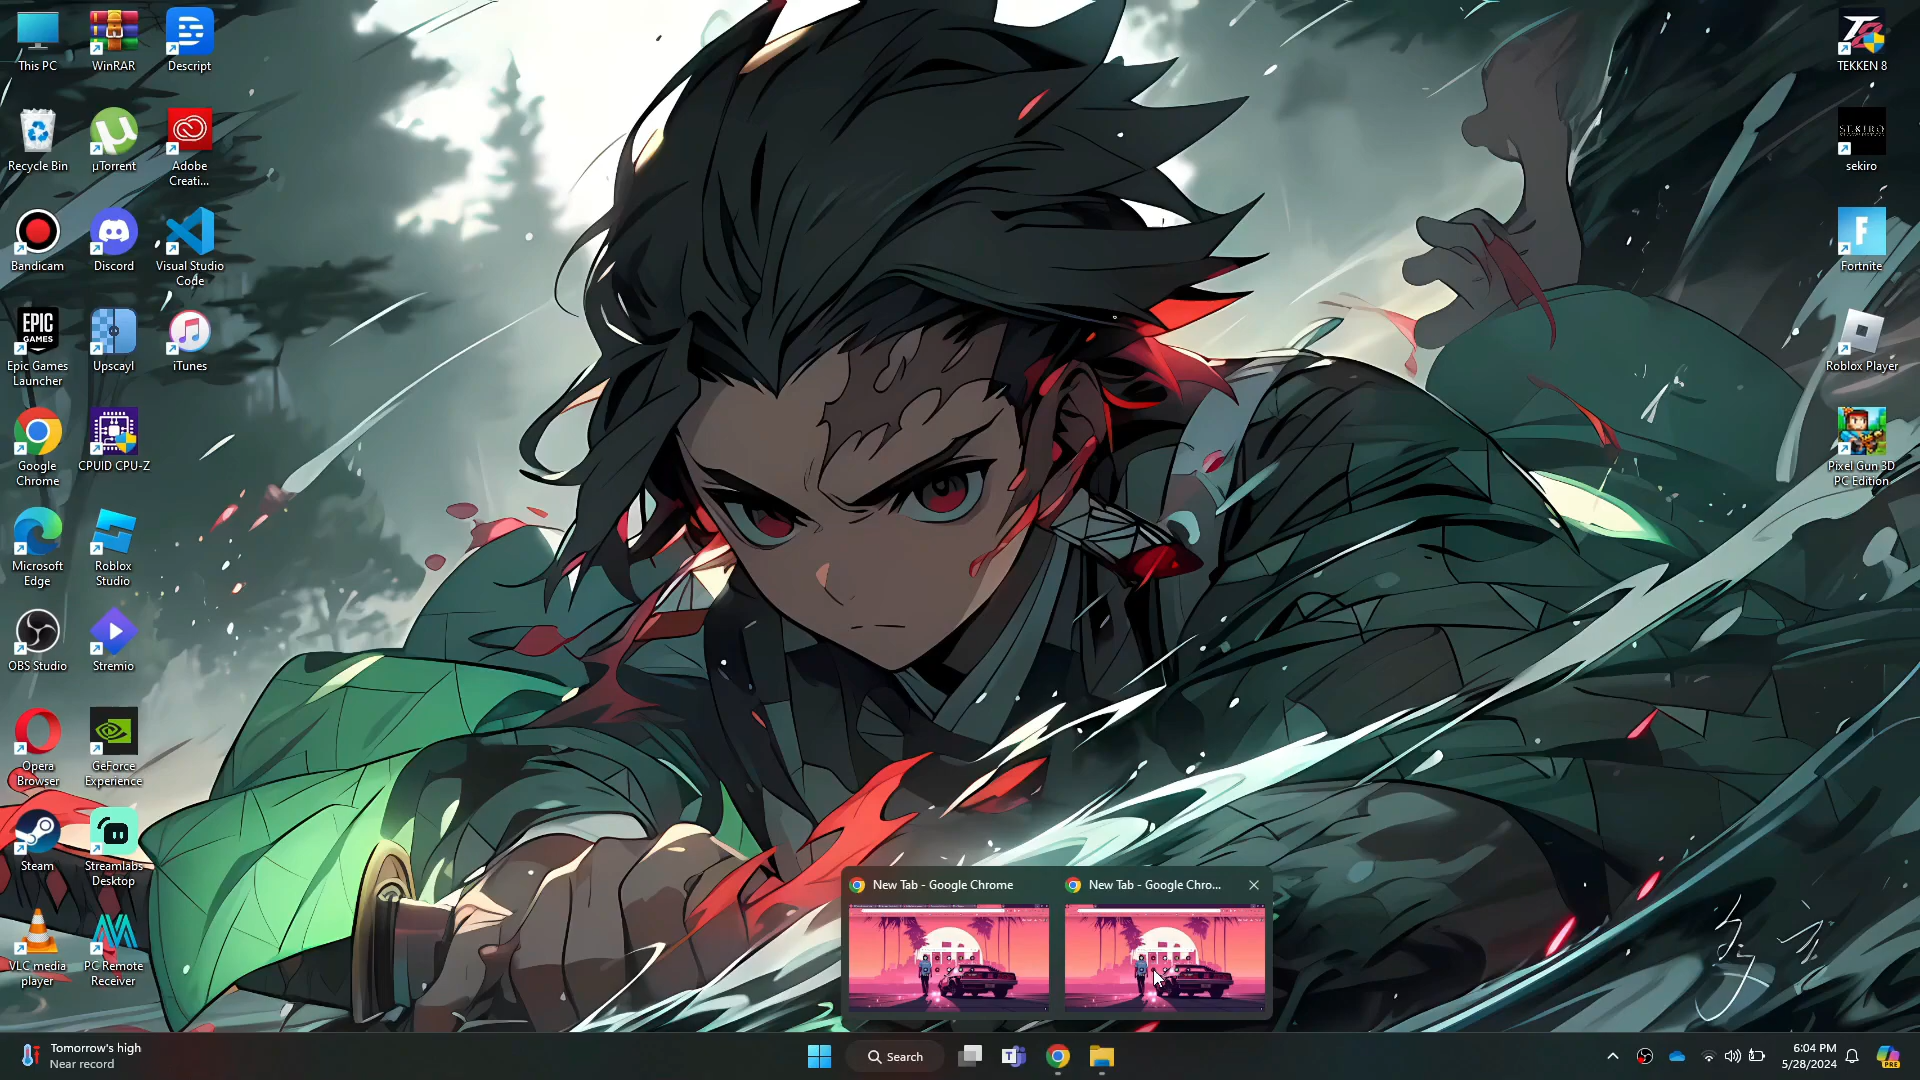 This PC
WinRAR
Descript
TEKKEN 8
Recycle Bin
µTorrent
Adobe
Creati...
SEKIRO
sekiro
Bandicam
Discord
Visual Studio
Code
F
Fortnite
EPIC
GAMES
Epic Games
Launcher
Upscayl
iTunes
Roblox Player
Google
Chrome
CPUID CPU-Z
Pixel Gun 3D
PC Edition
Microsoft
Edge
Roblox
Studio
OBS Studio
Stremio
Opera
Browser
GeForce
Experience
Steam
Streamlabs
Desktop
VLC media
player
PC Remote
Receiver
New Tab - Google Chrome
New Tab - Google Chro...
Tomorrow's high
Near record
Search
6:04 PM
5/28/2024
PRE